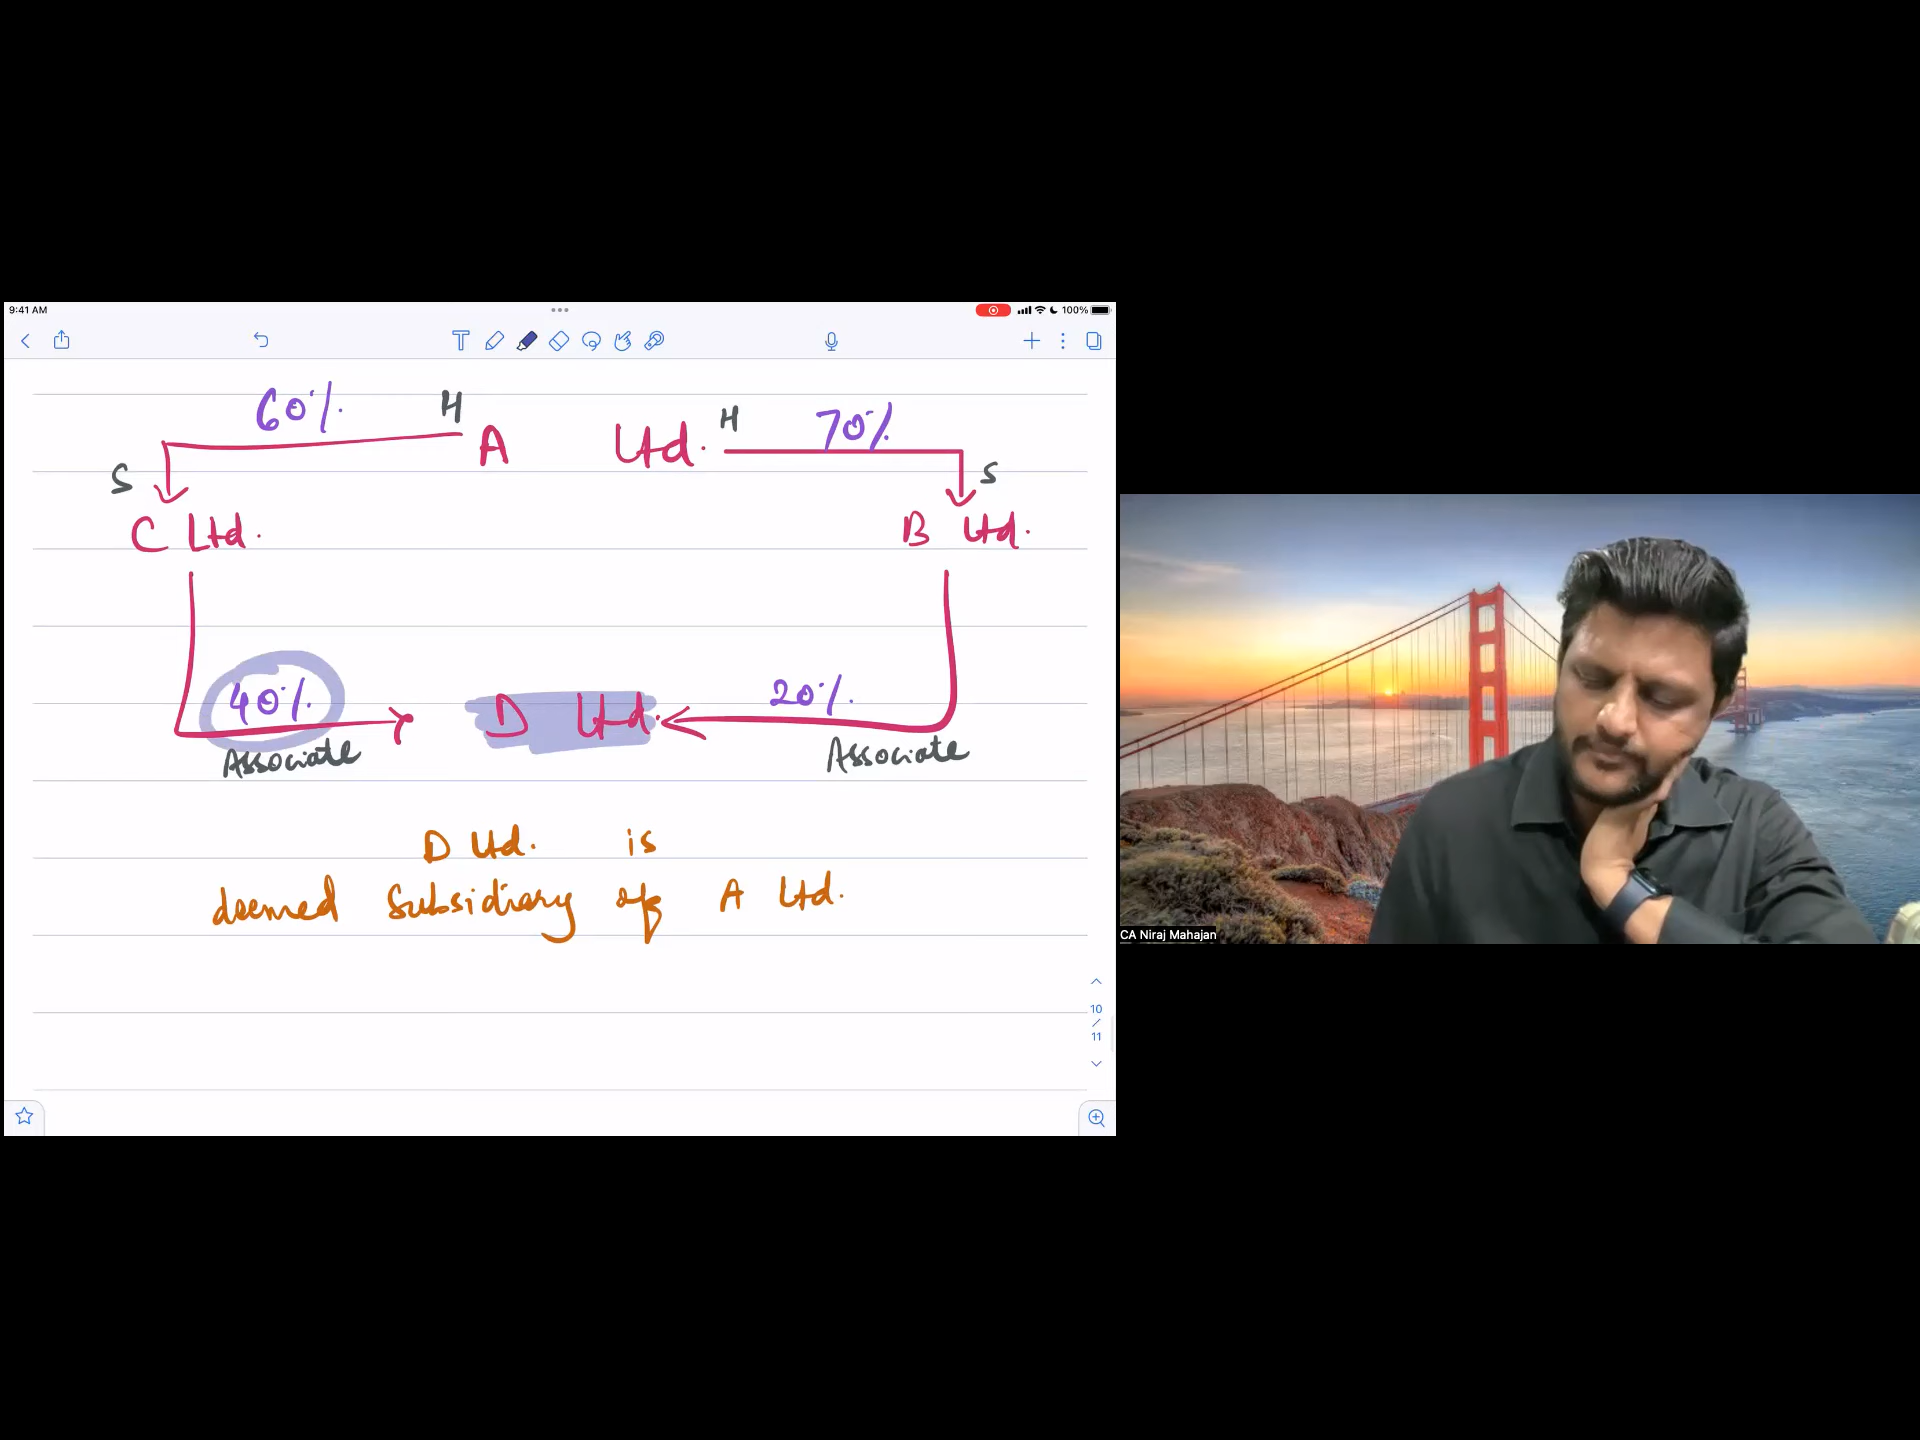 9:41 AM
100%
60% H
A Ltd. H 70%
S
S
C Ltd.
B Ltd.
40% D Ltd. 20%
Associate
Associate
D Ltd. is
deemed Subsidiary of A Ltd.
CA Niraj Mahajan
10
/
11